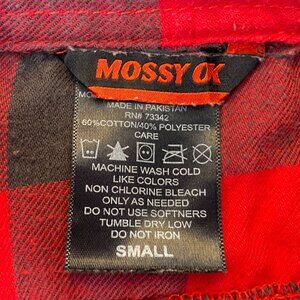 MOSSY OK
MADE IN PAKISTAN
RN# 73342
60%COTTON/40% POLYESTER
CARE
MACHINE WASH COLD
LIKE COLORS
NON CHLORINE BLEACH
ONLY AS NEEDED
DO NOT USE SOFTNERS
TUMBLE DRY LOW
DO NOT IRON
SMALL